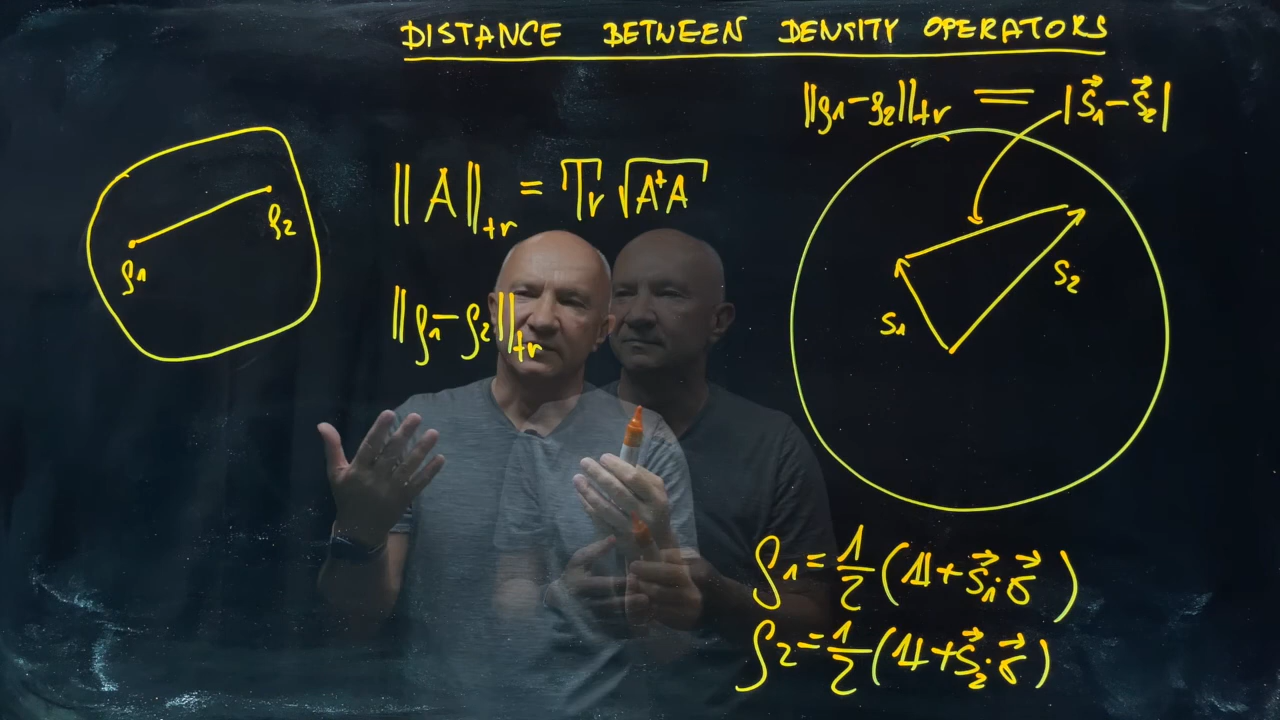 DISTANCE BETWEEN DENSITY OPERATORS
||ρ₁-ρ₂||tr = |s⃗₁-s⃗₂|
||A||tr = Tr √A⁺A
ρ₂
ρ₁
s₂
||ρ₁-ρ₂||tr
s₁
ρ₁=1/2(𝟙+s⃗₁·σ⃗)
ρ₂=1/2(𝟙+s⃗₂·σ⃗)